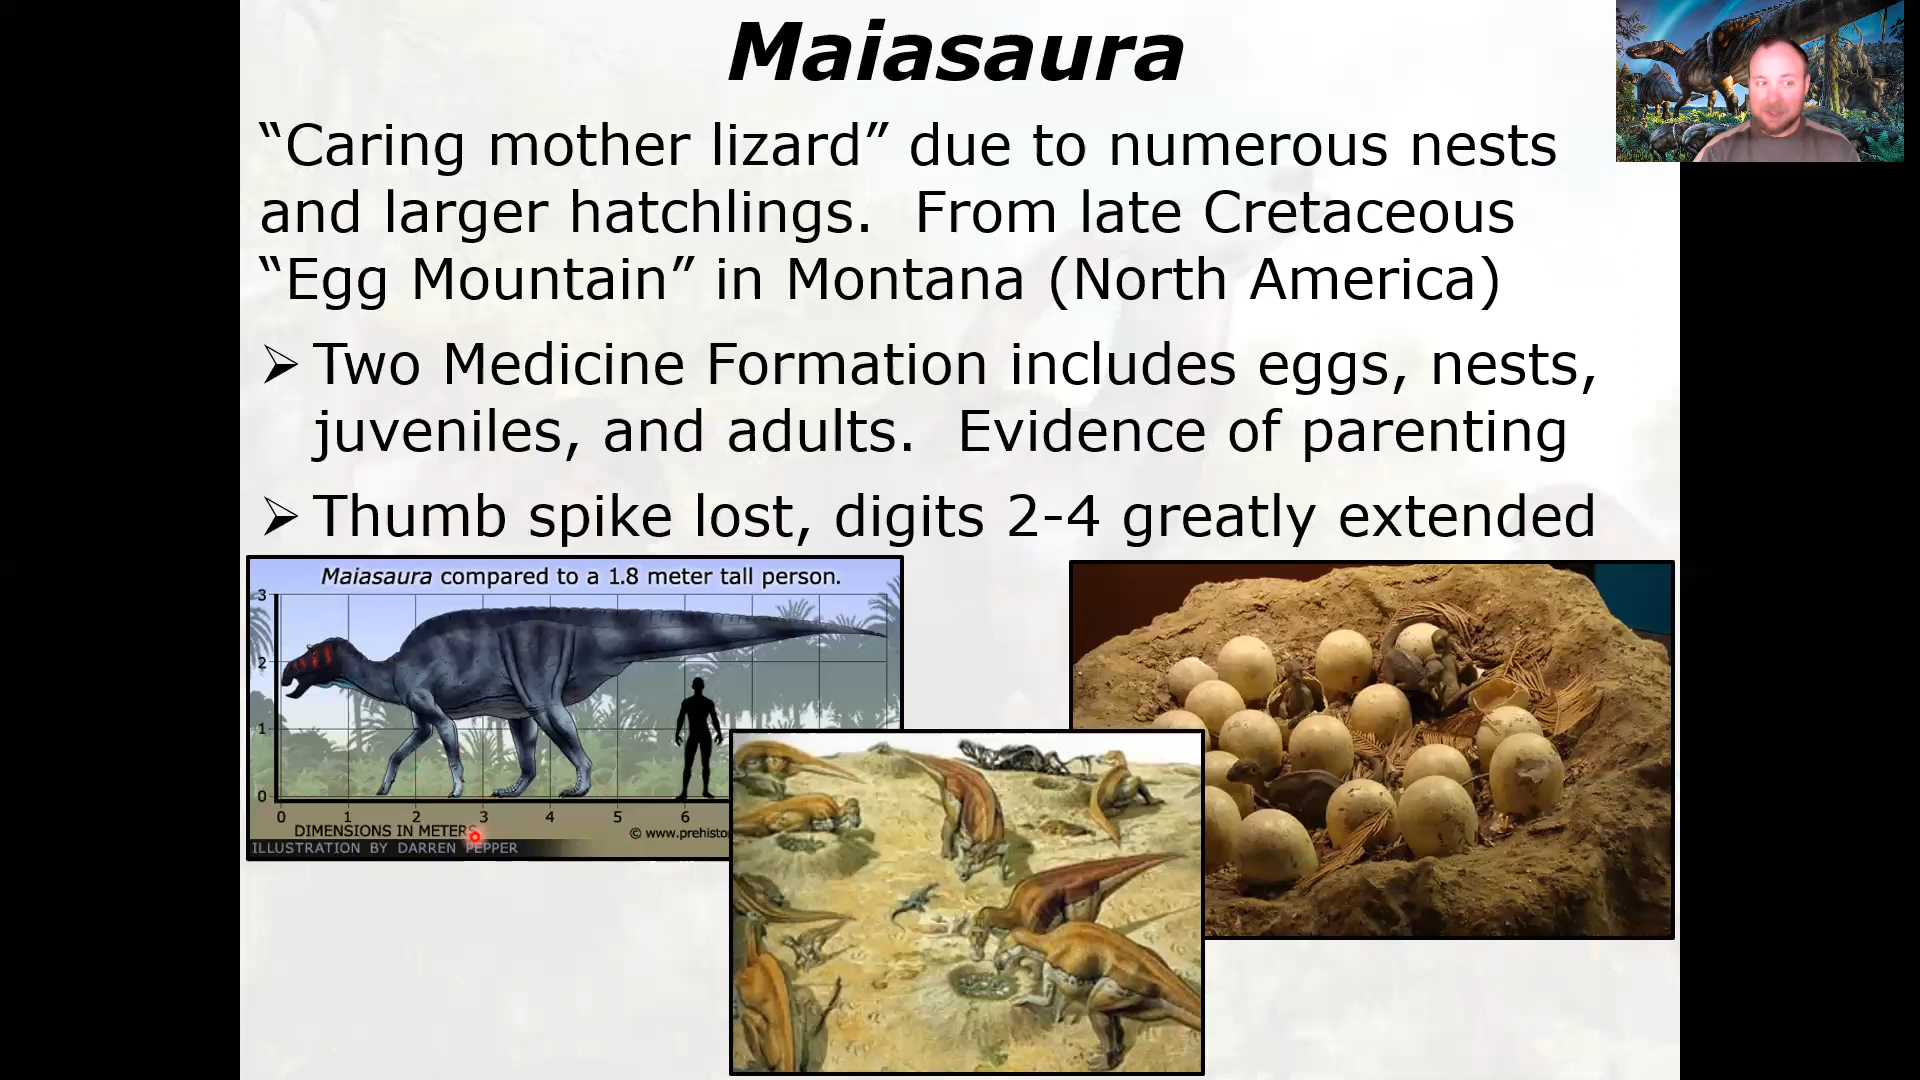 Maiasaura
“Caring mother lizard” due to numerous nests
and larger hatchlings.  From late Cretaceous
“Egg Mountain” in Montana (North America)
➢ Two Medicine Formation includes eggs, nests,
juveniles, and adults.  Evidence of parenting
➢ Thumb spike lost, digits 2-4 greatly extended
Maiasaura compared to a 1.8 meter tall person.
3
2
1
0
0 1 2 3 4 5 6
DIMENSIONS IN METERS
© www.prehisto
ILLUSTRATION BY DARREN PEPPER